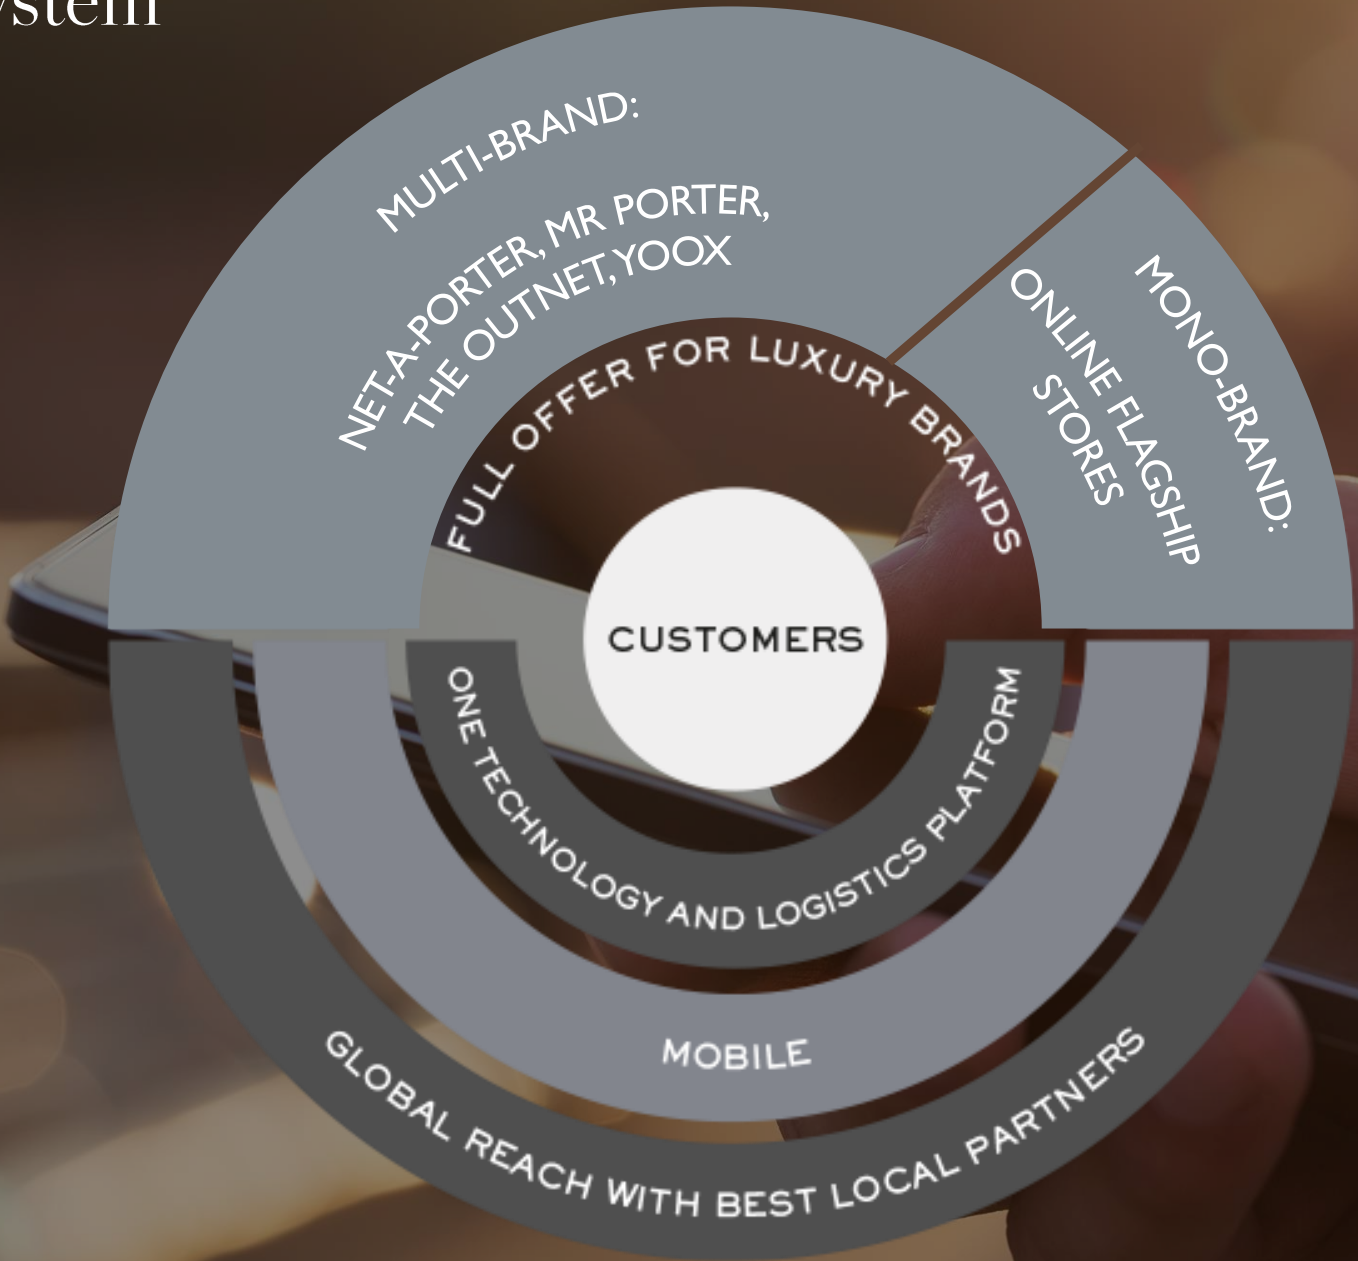 MULTI-BRAND:
NET-A-PORTER, MR PORTER,
THE OUTNET, YOOX
MONO-BRAND:
ONLINE FLAGSHIP
STORES
FULL OFFER FOR LUXURY BRANDS
CUSTOMERS
ONE TECHNOLOGY AND LOGISTICS PLATFORM
MOBILE
GLOBAL REACH WITH BEST LOCAL PARTNERS